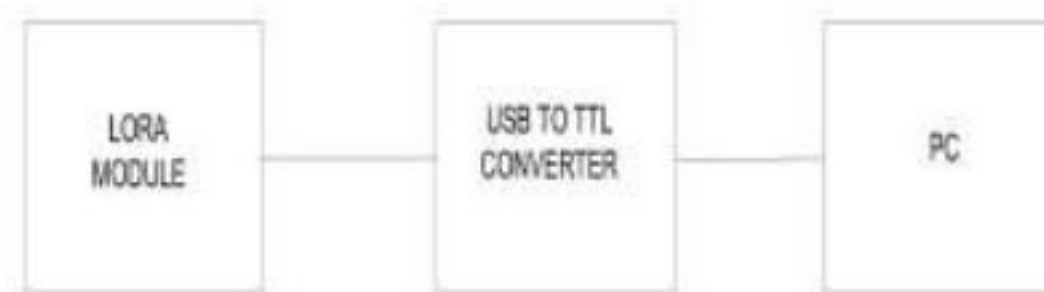 LORA
MODULE
USB TO TTL
CONVERTER
PC